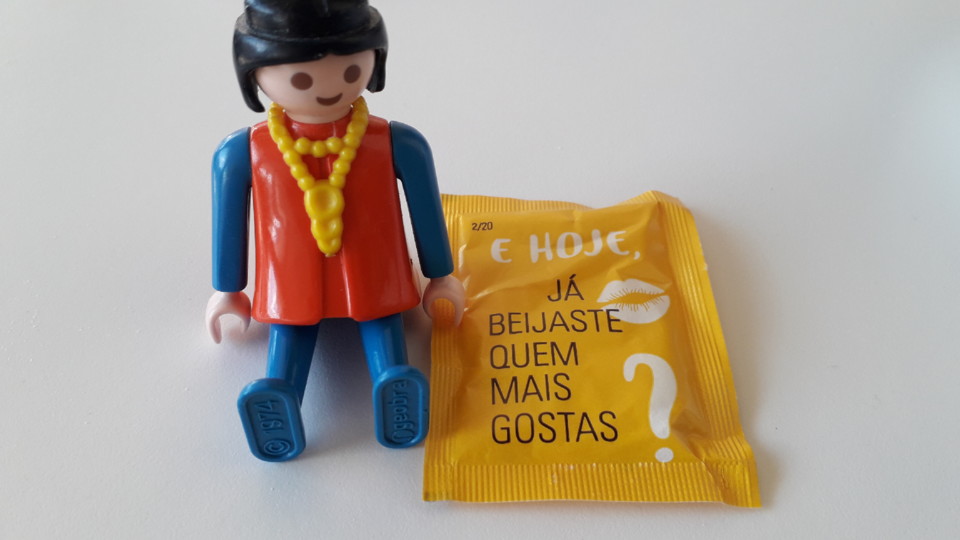 2/20
E HOJE,
JÁ
BEIJASTE
QUEM
MAIS
GOSTAS
?
© 1974
geobra